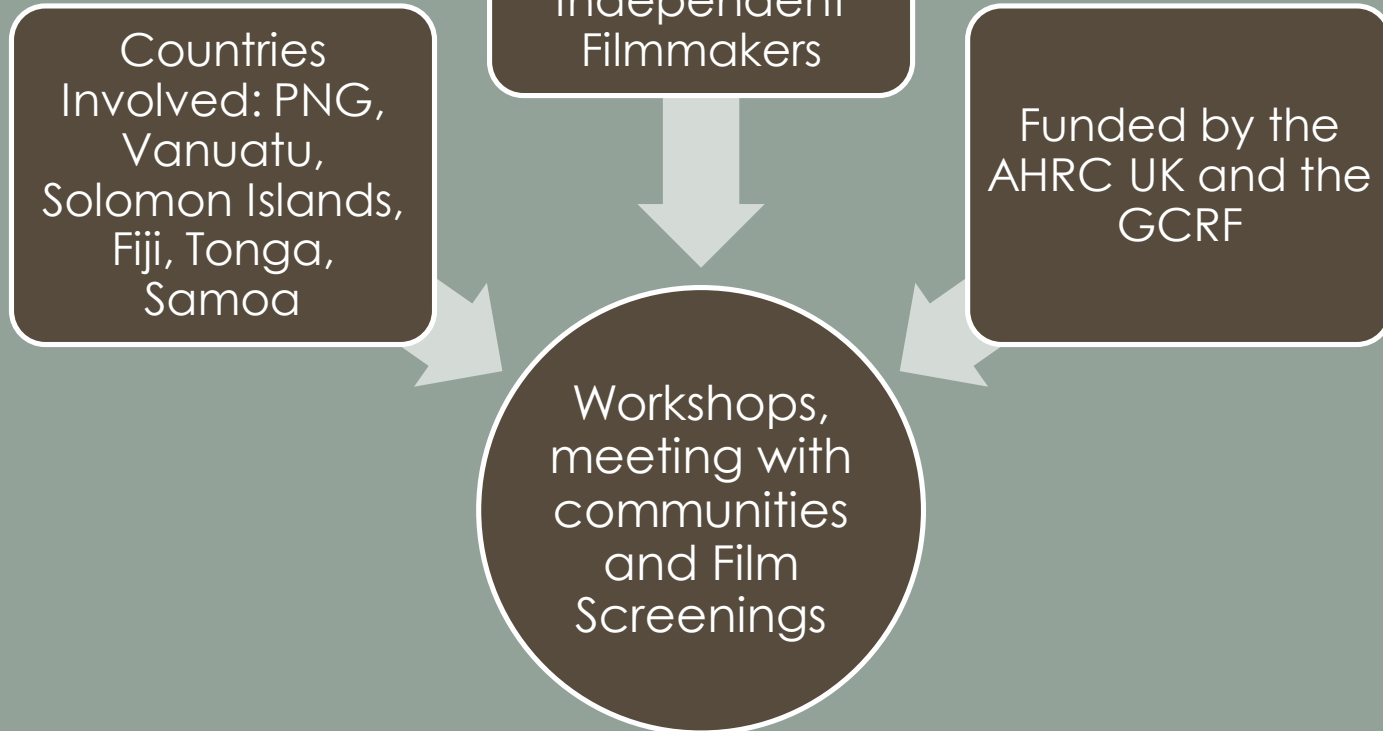 Countries
Involved: PNG,
Vanuatu,
Solomon Islands,
Fiji, Tonga,
Samoa
Independent
Filmmakers
Funded by the
AHRC UK and the
GCRF
Workshops,
meeting with
communities
and Film
Screenings